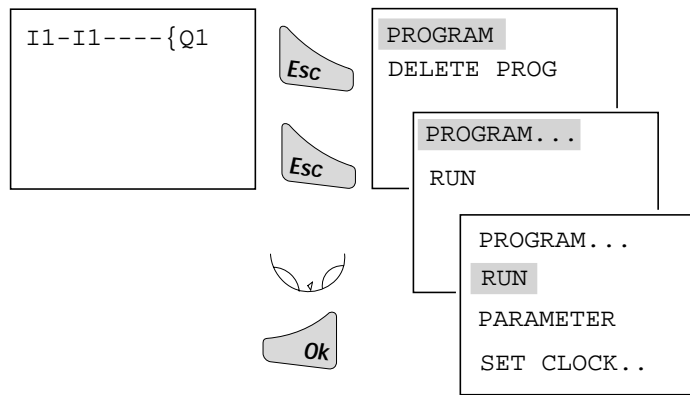 I1-I1----{Q1
Esc
PROGRAM
DELETE PROG
Esc
PROGRAM...
RUN
PROGRAM...
RUN
PARAMETER
SET CLOCK..
Ok